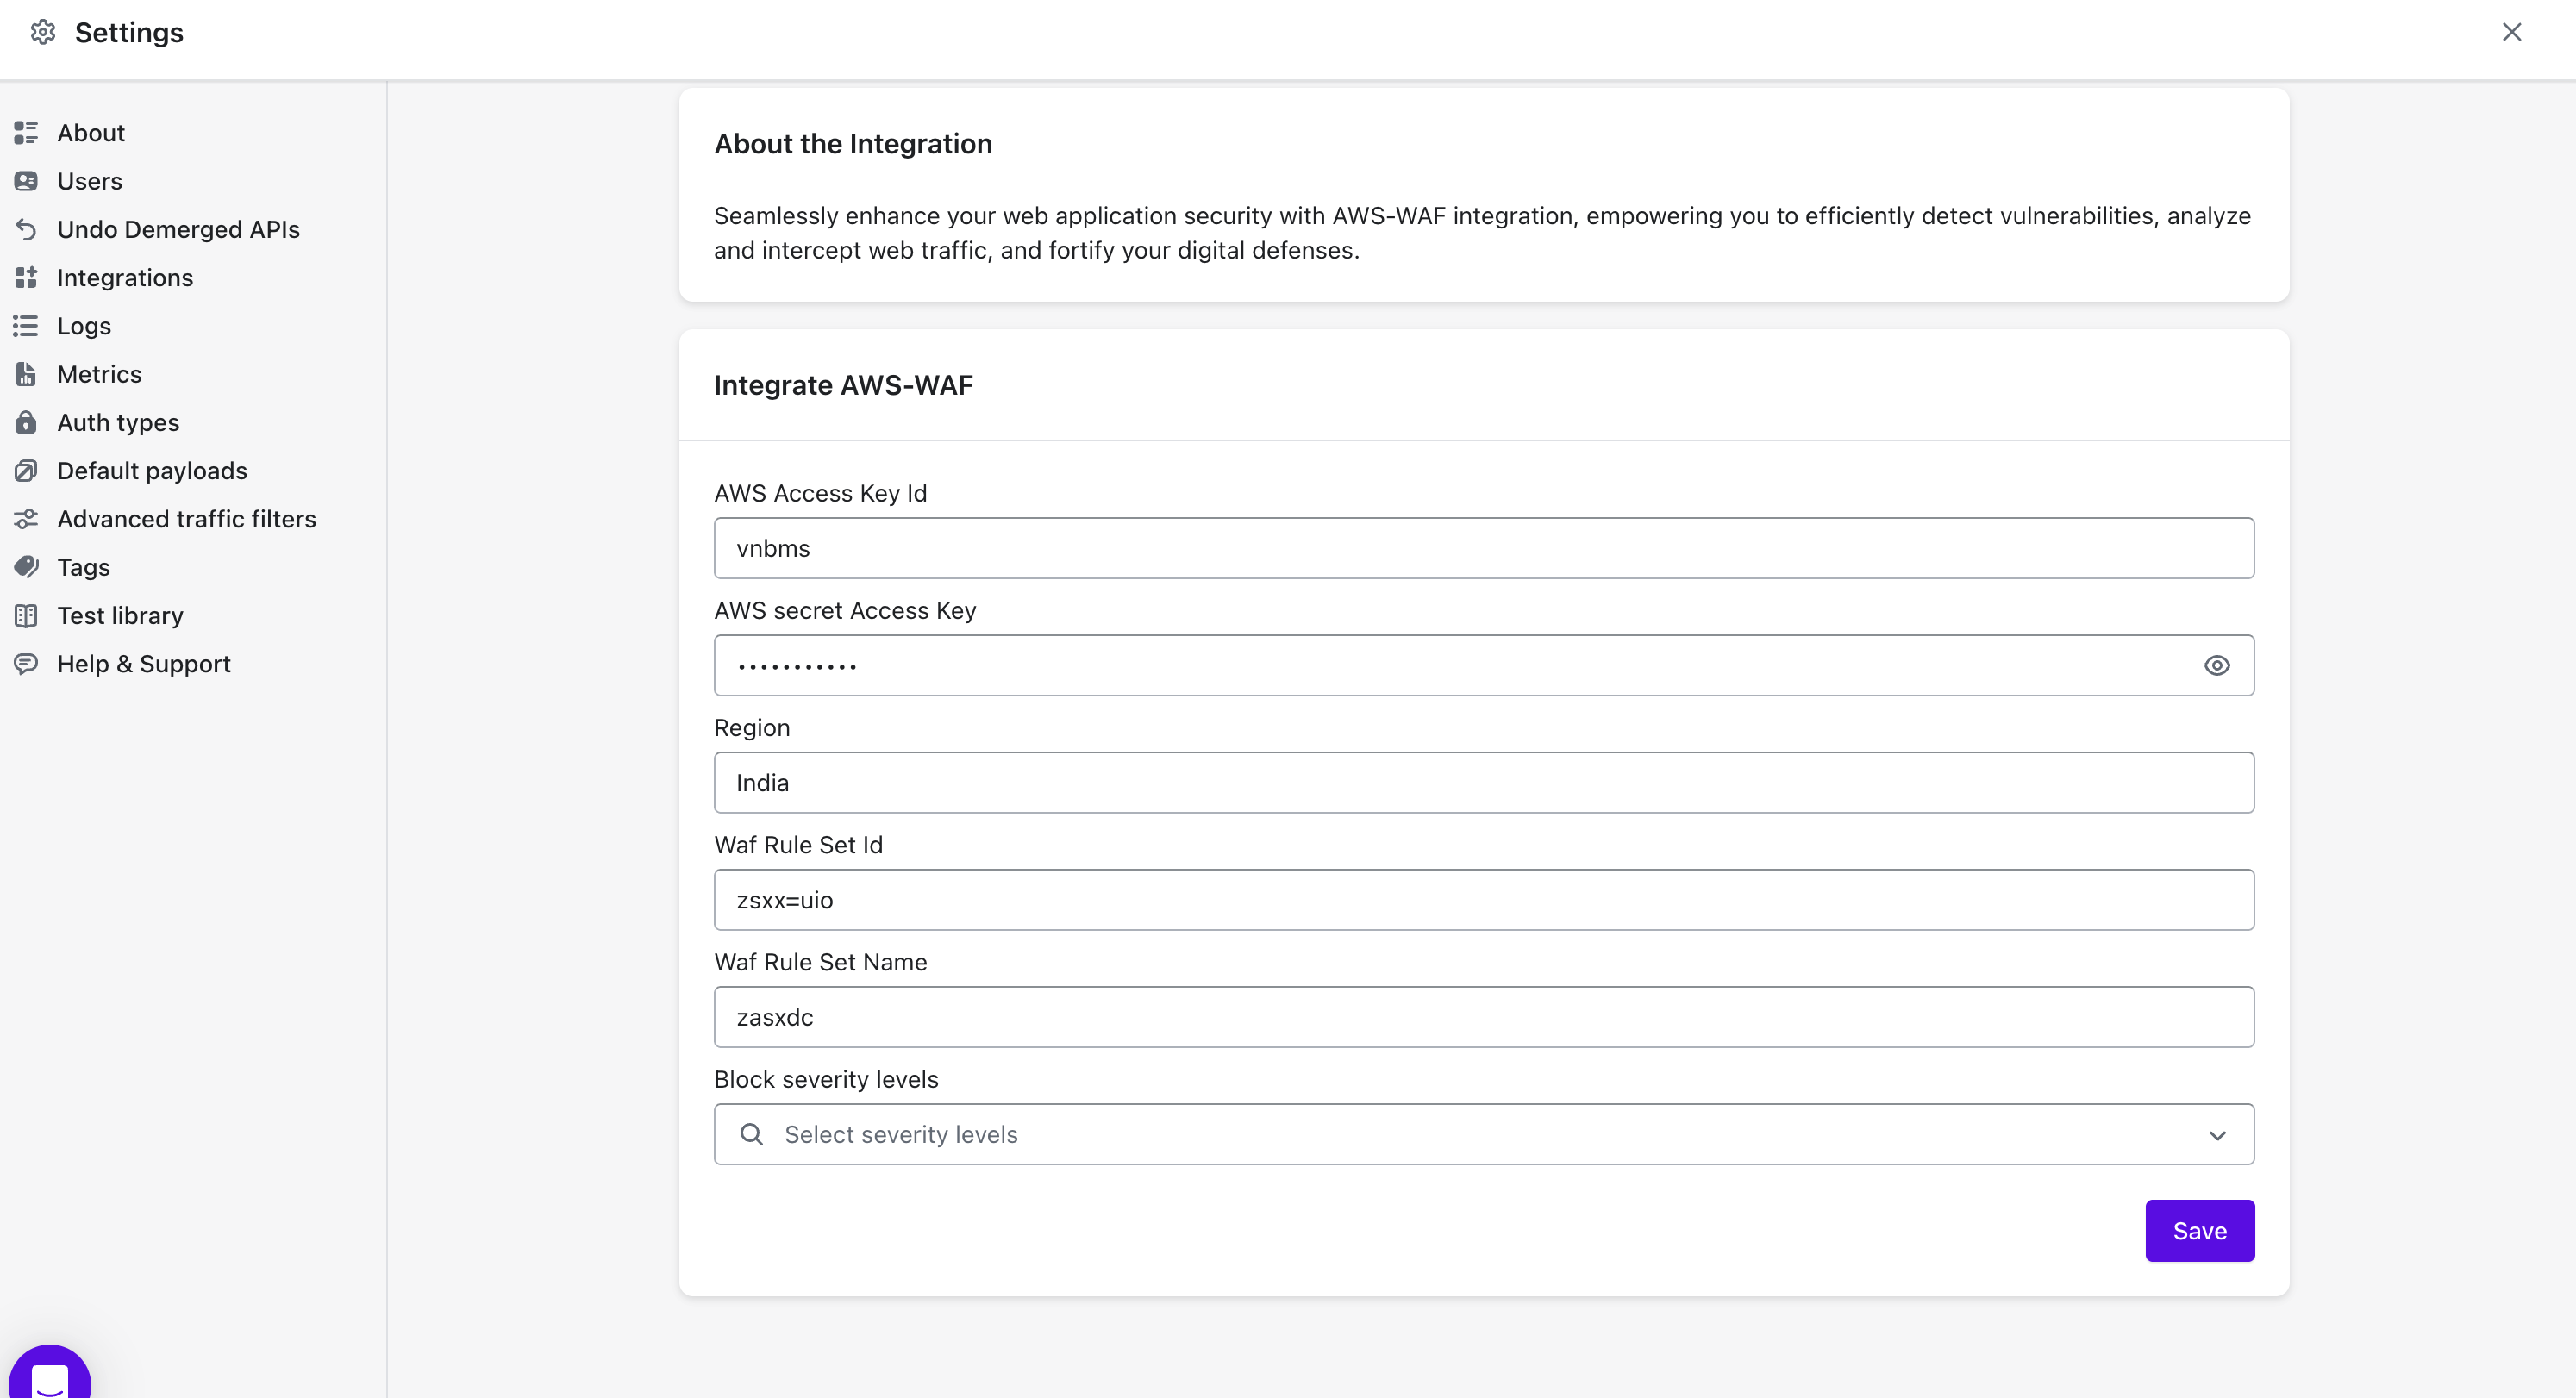 Settings
About
Users
Undo Demerged APIs
Integrations
Logs
Metrics
Auth types
Default payloads
Advanced traffic filters
Tags
Test library
Help & Support
About the Integration
Seamlessly enhance your web application security with AWS-WAF integration, empowering you to efficiently detect vulnerabilities, analyze
and intercept web traffic, and fortify your digital defenses.
Integrate AWS-WAF
AWS Access Key Id
vnbms
AWS secret Access Key
•••••••••••
Region
India
Waf Rule Set Id
zsxx=uio
Waf Rule Set Name
zasxdc
Block severity levels
Select severity levels
Save